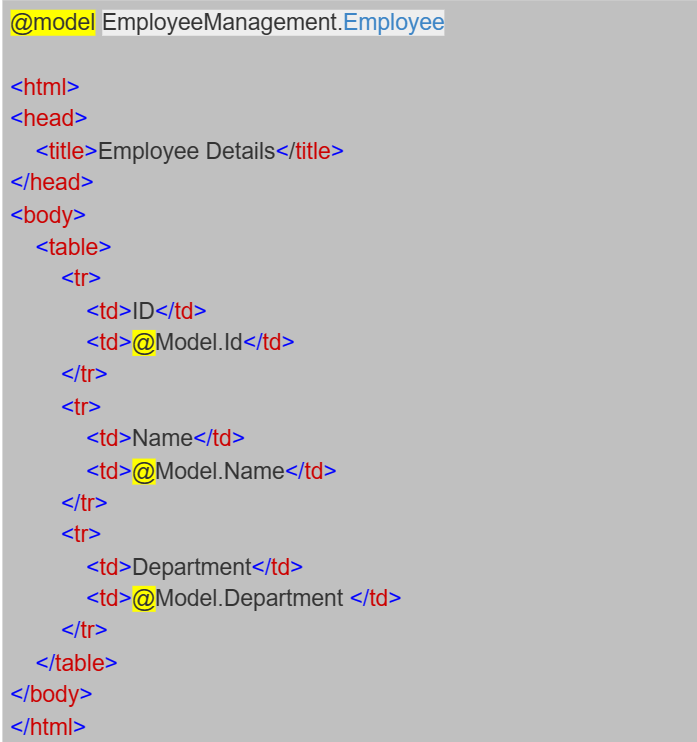 @model EmployeeManagement.Employee
<html>
<head>
<title>Employee Details</title>
</head>
<body>
<table>
<tr>
<td>ID</td>
<td>@Model.Id</td>
</tr>
<tr>
<td>Name</td>
<td>@Model.Name</td>
</tr>
<tr>
<td>Department</td>
<td>@Model.Department </td>
</tr>
</table>
</body>
</html>